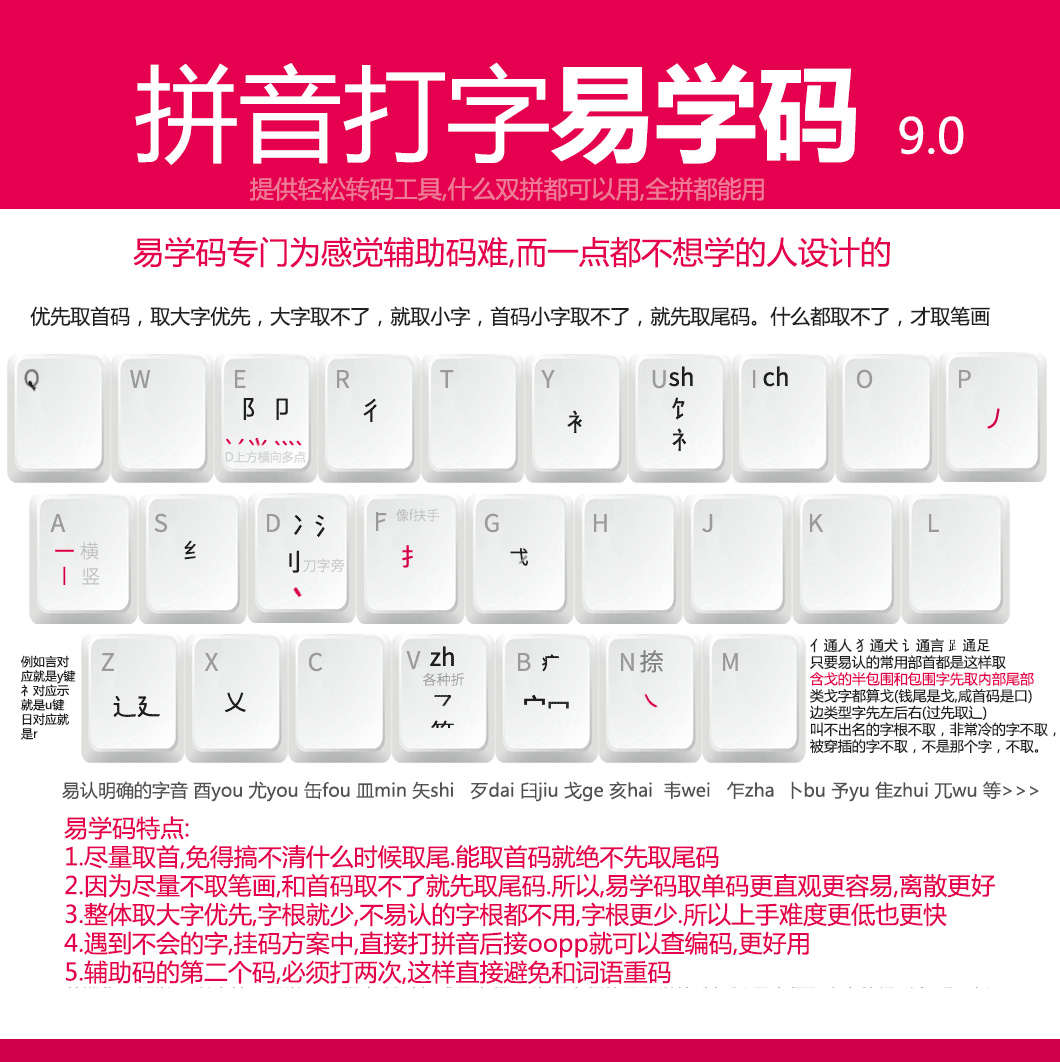 拼音打字易学码 9.0
提供轻松转码工具,什么双拼都可以用,全拼都能用
易学码专门为感觉辅助码难,而一点都不想学的人设计的
优先取首码，取大字优先，大字取不了，就取小字，首码小字取不了，就先取尾码。什么都取不了，才取笔画
Q W E R T Y U sh I ch O P
阝 卩 彳 衤 饣 礻 丿
D上方横向多点
A S D F G H J K L
一 横 丨 竖 纟 冫 氵 刂 刀字旁 丶 像f扶手 扌 弋
Z X C V zh B N 捺 M
辶 廴 乂 各种折 乛 疒 宀 冖 ㇏
例如言对
应就是y键
礻对应示
就是u键
日对应就
是r
亻通人 犭通犬 讠通言 𧾷 通足
只要易认的常用部首都是这样取
含戈的半包围和包围字先取内部尾部
类戈字都算戈(钱尾是戈,咸首码是口)
边类型字先左后右(过先取辶)
叫不出名的字根不取，非常冷的字不取，
被穿插的字不取，不是那个字，不取。
易认明确的字音 酉you 尤you 缶fou 皿min 矢shi 歹dai 臼jiu 戈ge 亥hai 韦wei 乍zha 卜bu 予yu 隹zhui 兀wu 等>>>
易学码特点:
1.尽量取首,免得搞不清什么时候取尾.能取首码就绝不先取尾码
2.因为尽量不取笔画,和首码取不了就先取尾码.所以,易学码取单码更直观更容易,离散更好
3.整体取大字优先,字根就少,不易认的字根都不用,字根更少.所以上手难度更低也更快
4.遇到不会的字,挂码方案中,直接打拼音后接oopp就可以查编码,更好用
5.辅助码的第二个码,必须打两次,这样直接避免和词语重码